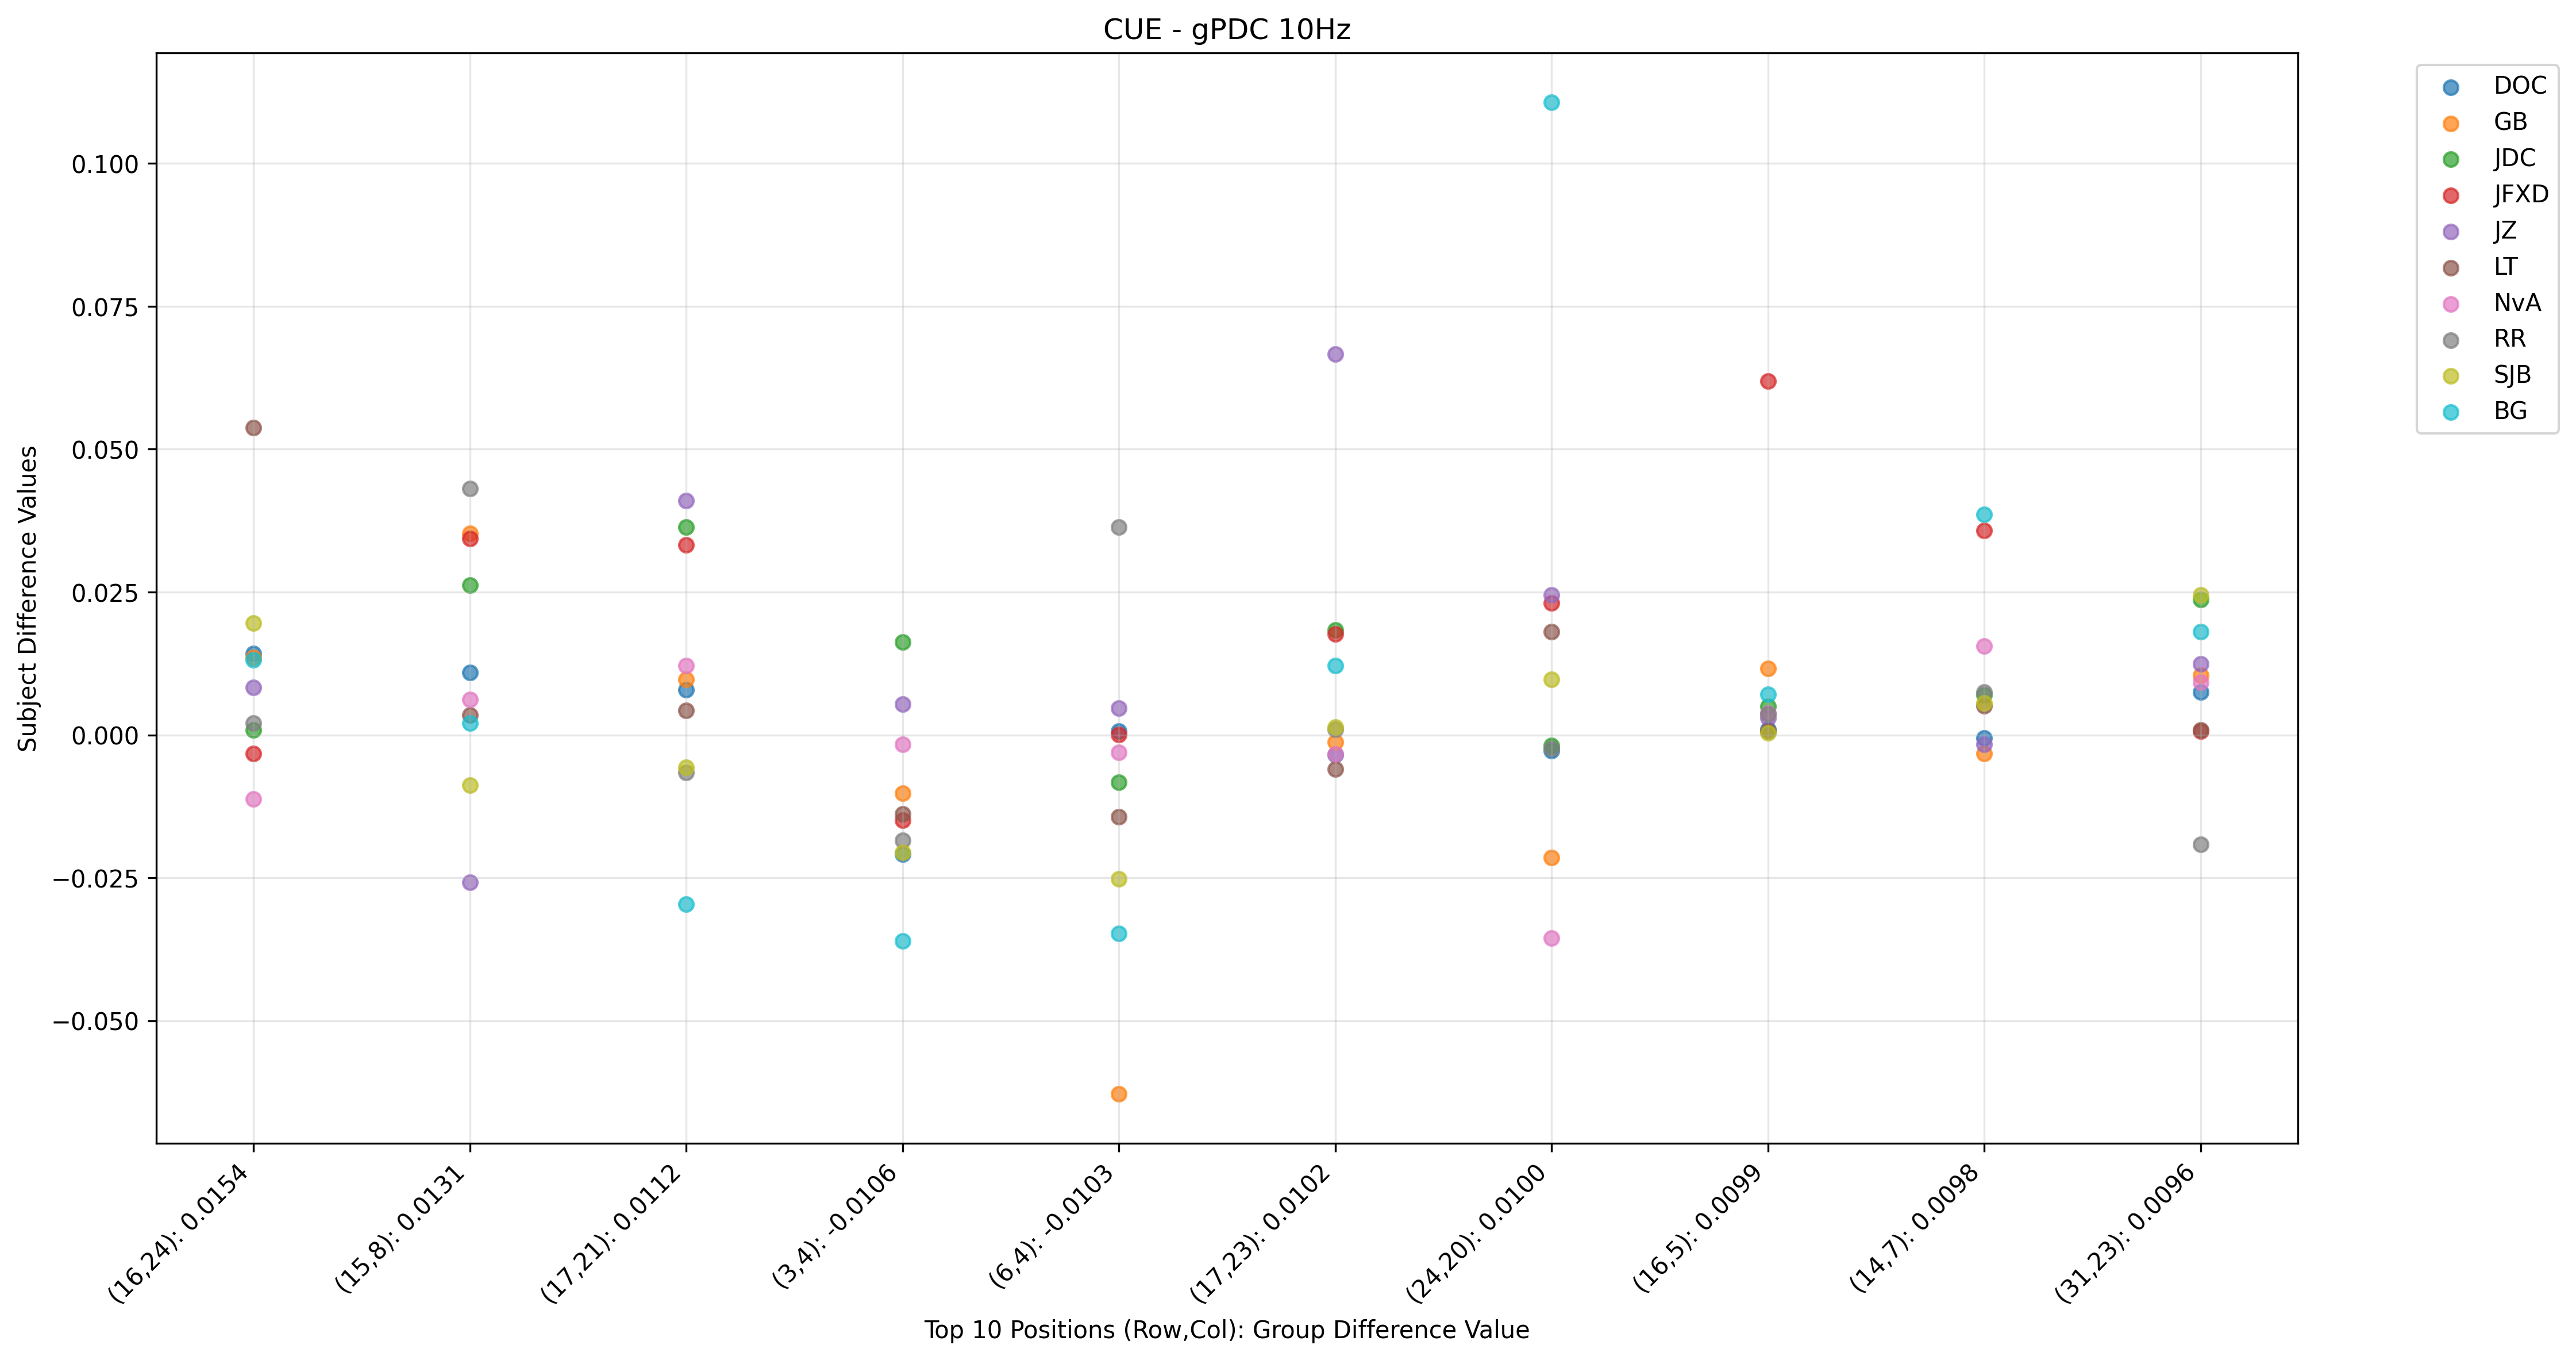 CUE - gPDC 10Hz
DOC
GB
JDC
JFXD
JZ
LT
NvA
RR
SJB
BG
Subject Difference Values
0.100
0.075
0.050
0.025
0.000
−0.025
−0.050
(16,24): 0.0154
(15,8): 0.0131
(17,21): 0.0112
(3,4): -0.0106
(6,4): -0.0103
(17,23): 0.0102
(24,20): 0.0100
(16,5): 0.0099
(14,7): 0.0098
(31,23): 0.0096
Top 10 Positions (Row,Col): Group Difference Value